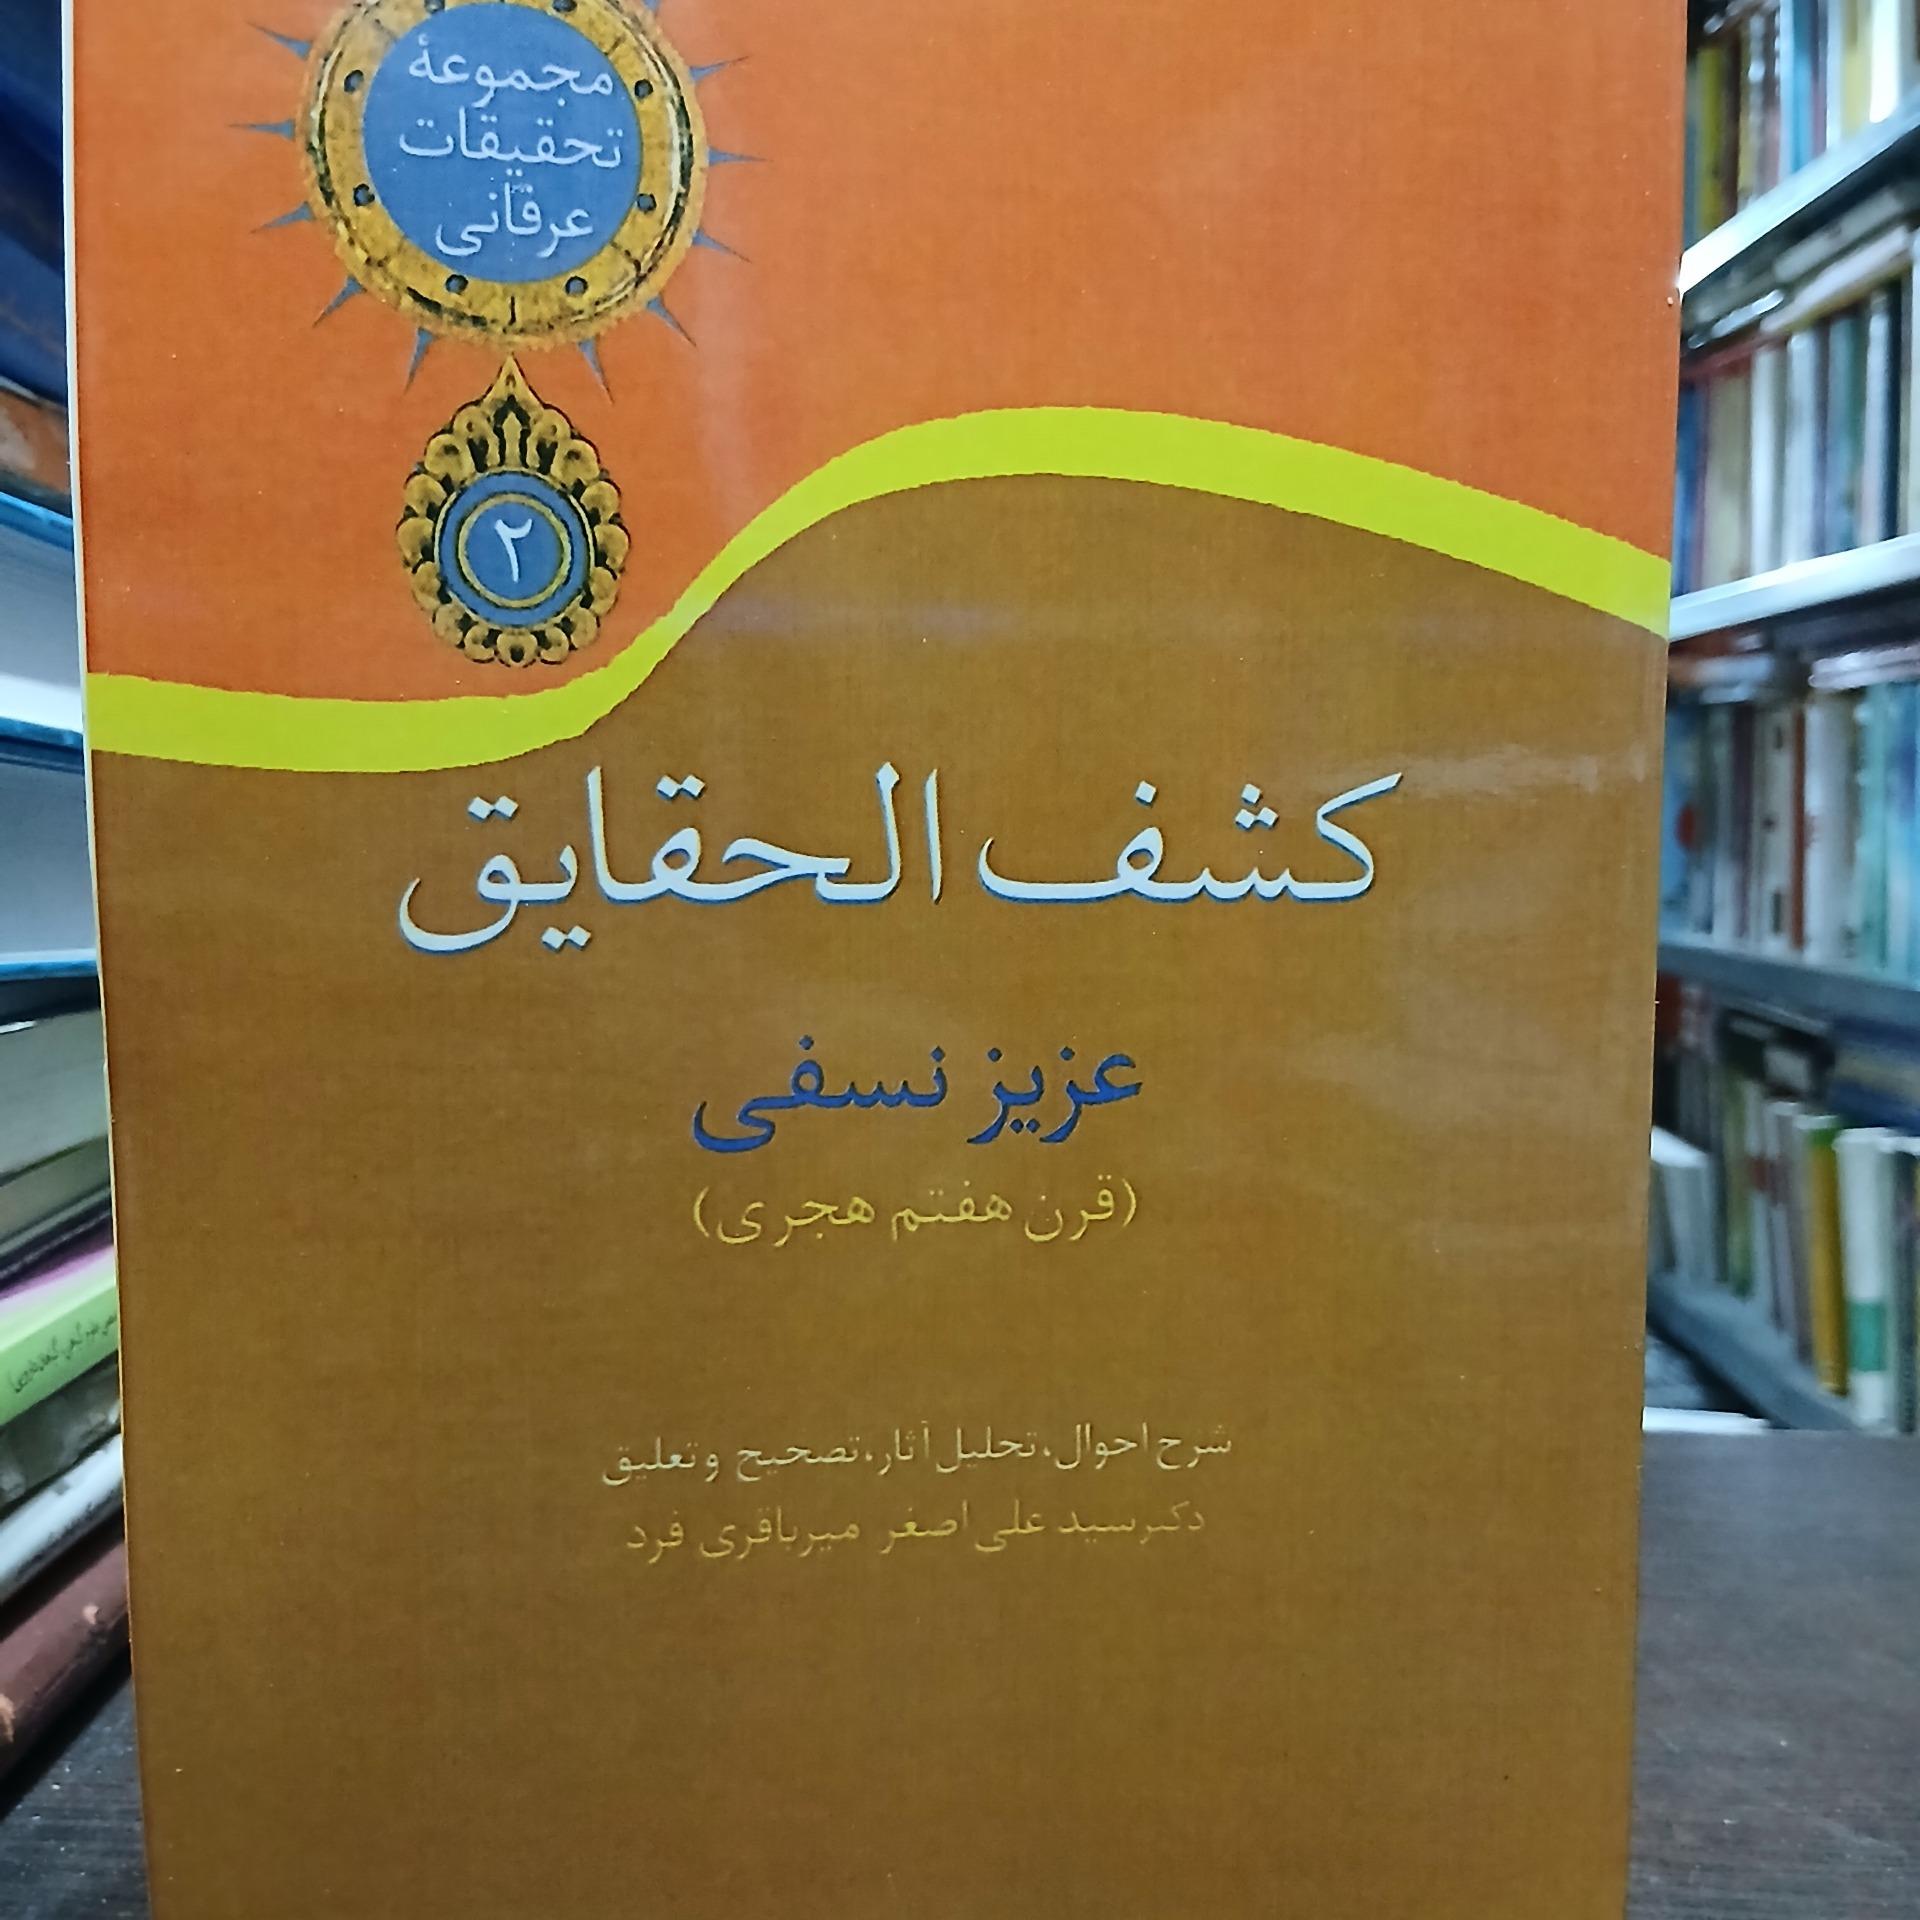 مجموعهٔ
تحقیقات
عرفانی
۲
کشف الحقایق
عزیز نسفی
(قرن هفتم هجری)
شرح احوال، تحلیل آثار، تصحیح و تعلیق
دکتر سید علی اصغر میرباقری فرد